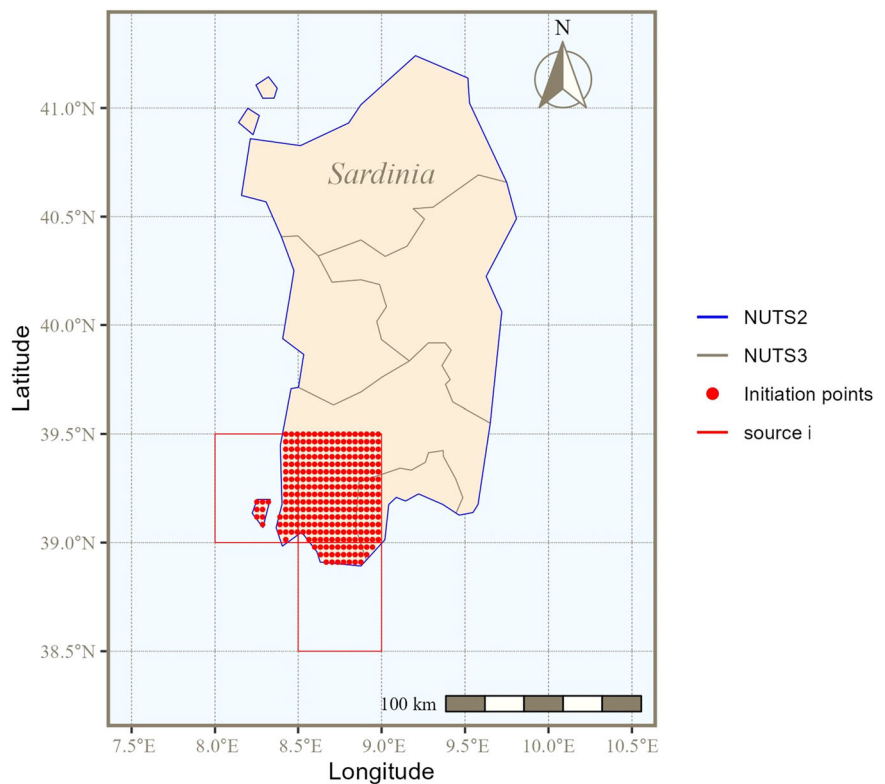 N
Sardinia
41.0°N
40.5°N
40.0°N
39.5°N
39.0°N
38.5°N
Latitude
100 km
7.5°E 8.0°E 8.5°E 9.0°E 9.5°E 10.0°E 10.5°E
Longitude
NUTS2
NUTS3
Initiation points
source i